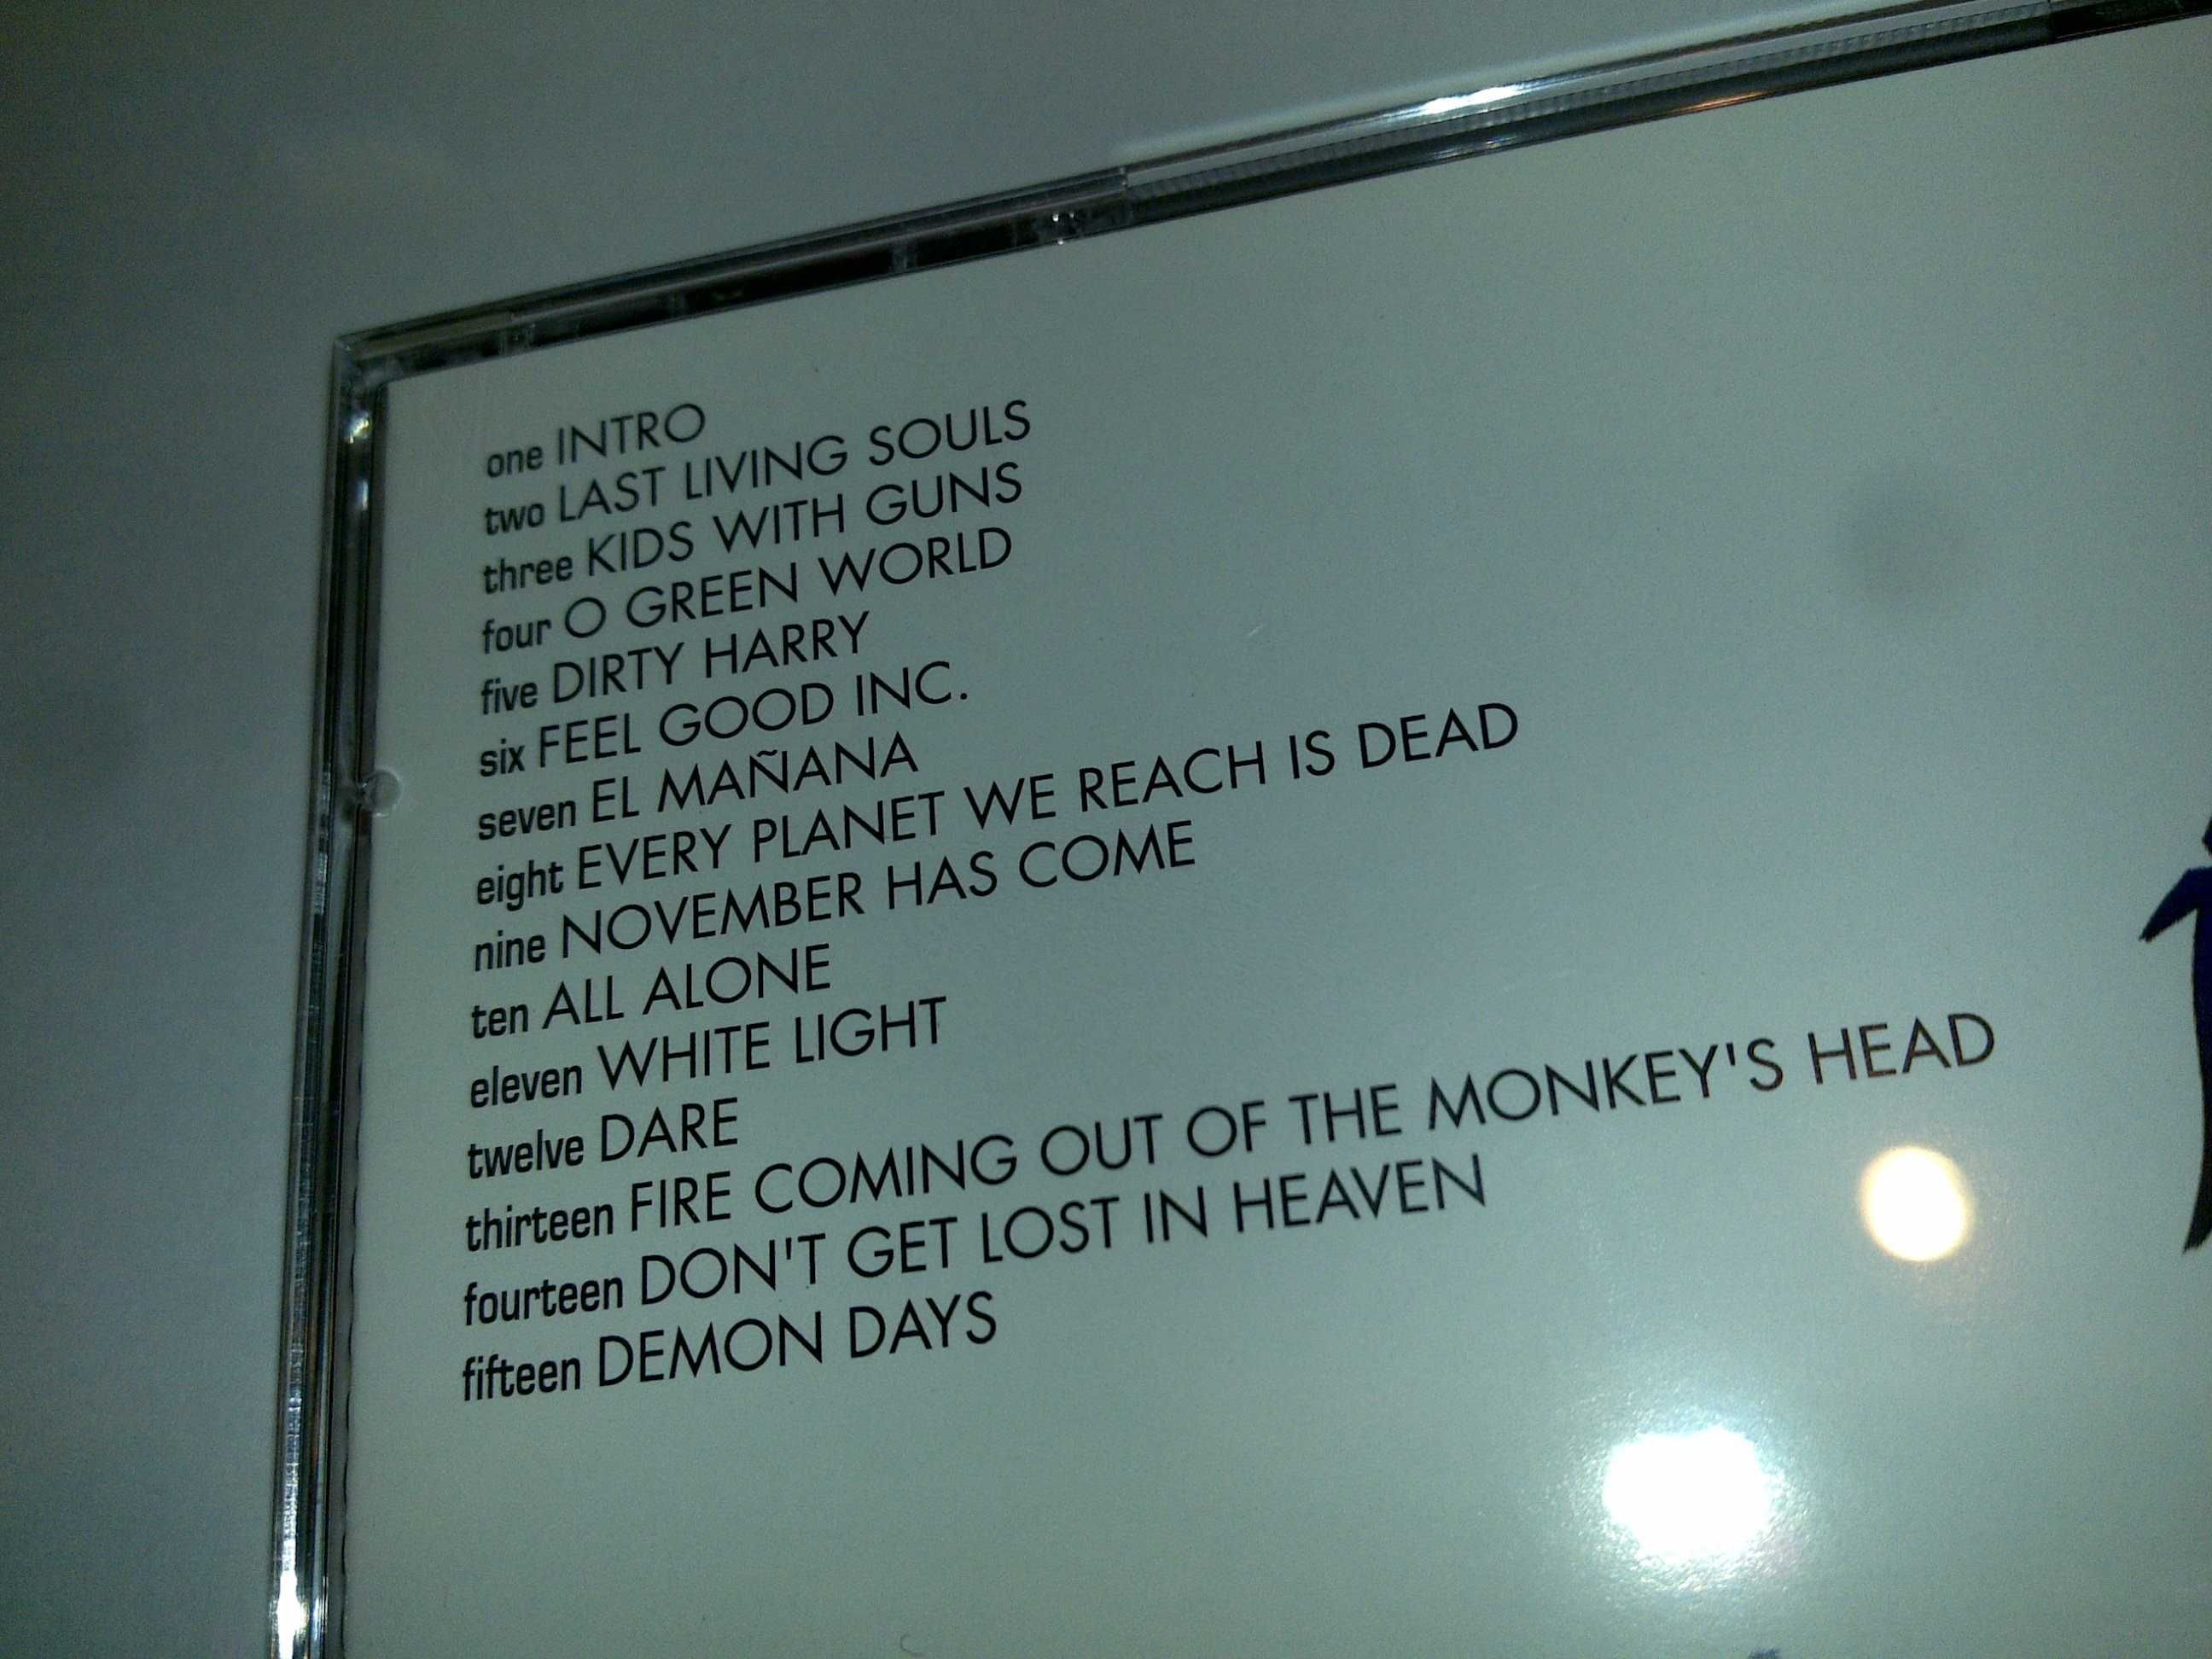 one INTRO
two LAST LIVING SOULS
three KIDS WITH GUNS
four O GREEN WORLD
five DIRTY HARRY
six FEEL GOOD INC.
seven EL MAÑANA
eight EVERY PLANET WE REACH IS DEAD
nine NOVEMBER HAS COME
ten ALL ALONE
eleven WHITE LIGHT
twelve DARE
thirteen FIRE COMING OUT OF THE MONKEY'S HEAD
fourteen DON'T GET LOST IN HEAVEN
fifteen DEMON DAYS